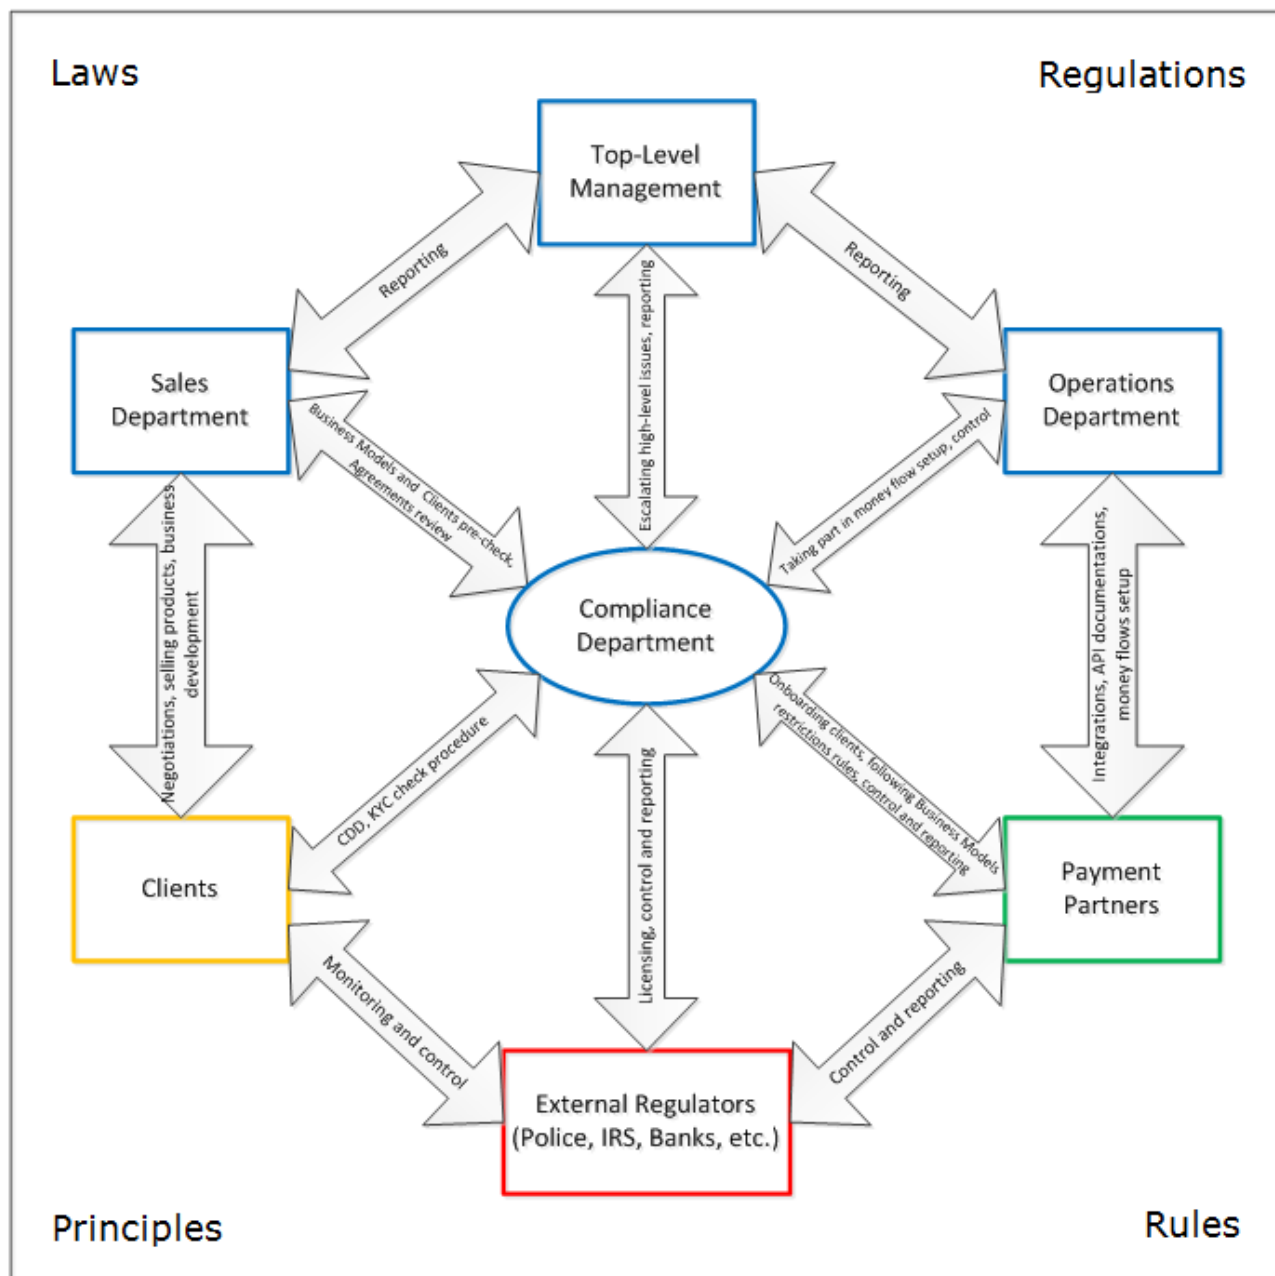 Laws
Regulations
Top-Level
Management
Reporting
Reporting
Escalating high-level issues, reporting
Sales
Department
Operations
Department
Business Models and Clients pre-check,
Agreements review
Taking part in money flow setup, control
Negotiations, selling products, business
development
Compliance
Department
Integrations, API documentations,
money flows setup
CDD, KYC check procedure
Onboarding clients, following Business Models
restrictions rules, control and reporting
Licensing, control and reporting
Clients
Payment
Partners
Monitoring and control
Control and reporting
External Regulators
(Police, IRS, Banks, etc.)
Principles
Rules